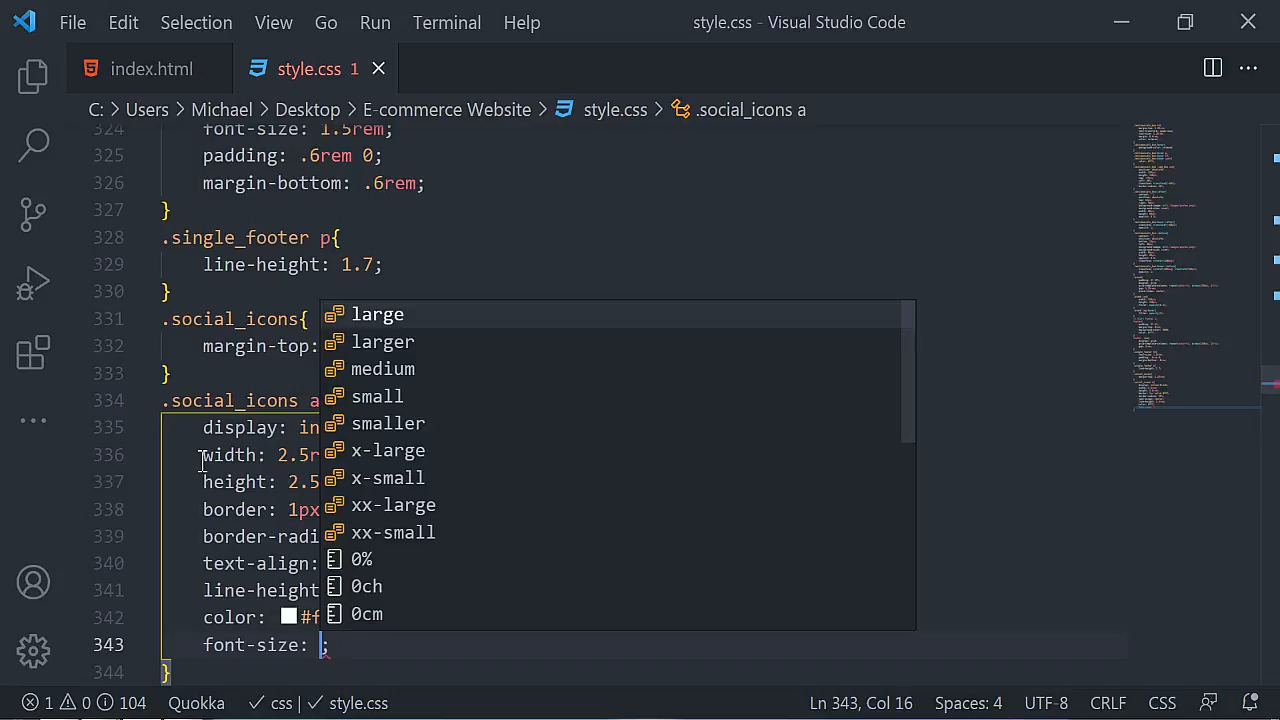 File Edit Selection View Go Run Terminal Help style.css - Visual Studio Code
index.html style.css 1
C: > Users > Michael > Desktop > E-commerce Website > style.css > .social_icons a
324 font-size: 1.5rem;
325 padding: .6rem 0;
326 margin-bottom: .6rem;
327 }
328 .single_footer p{
329 line-height: 1.7;
330 }
331 .social_icons{
332 margin-top:
333 }
334 .social_icons a
335 display: in
336 width: 2.5r
337 height: 2.5
338 border: 1px
339 border-radi
340 text-align:
341 line-height
342 color: #f
343 font-size: ;
344 }
large
larger
medium
small
smaller
x-large
x-small
xx-large
xx-small
0%
0ch
0cm
1 0 104 Quokka css | style.css Ln 343, Col 16 Spaces: 4 UTF-8 CRLF CSS